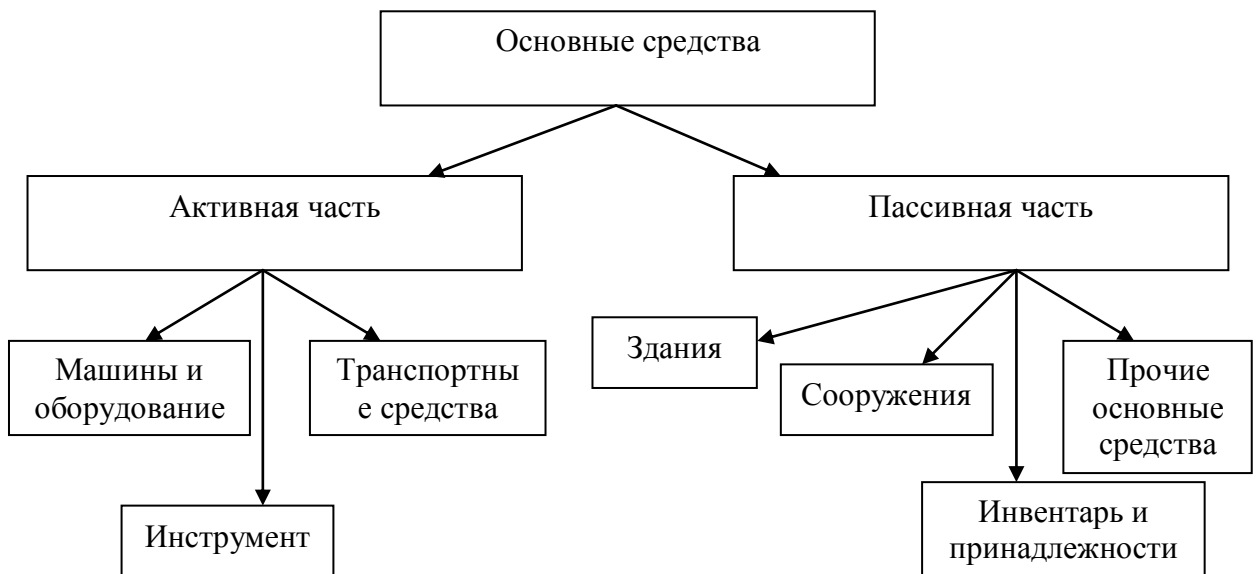 Основные средства
Активная часть
Пассивная часть
Машины и
оборудование
Транспортны
е средства
Инструмент
Здания
Сооружения
Прочие
основные
средства
Инвентарь и
принадлежности